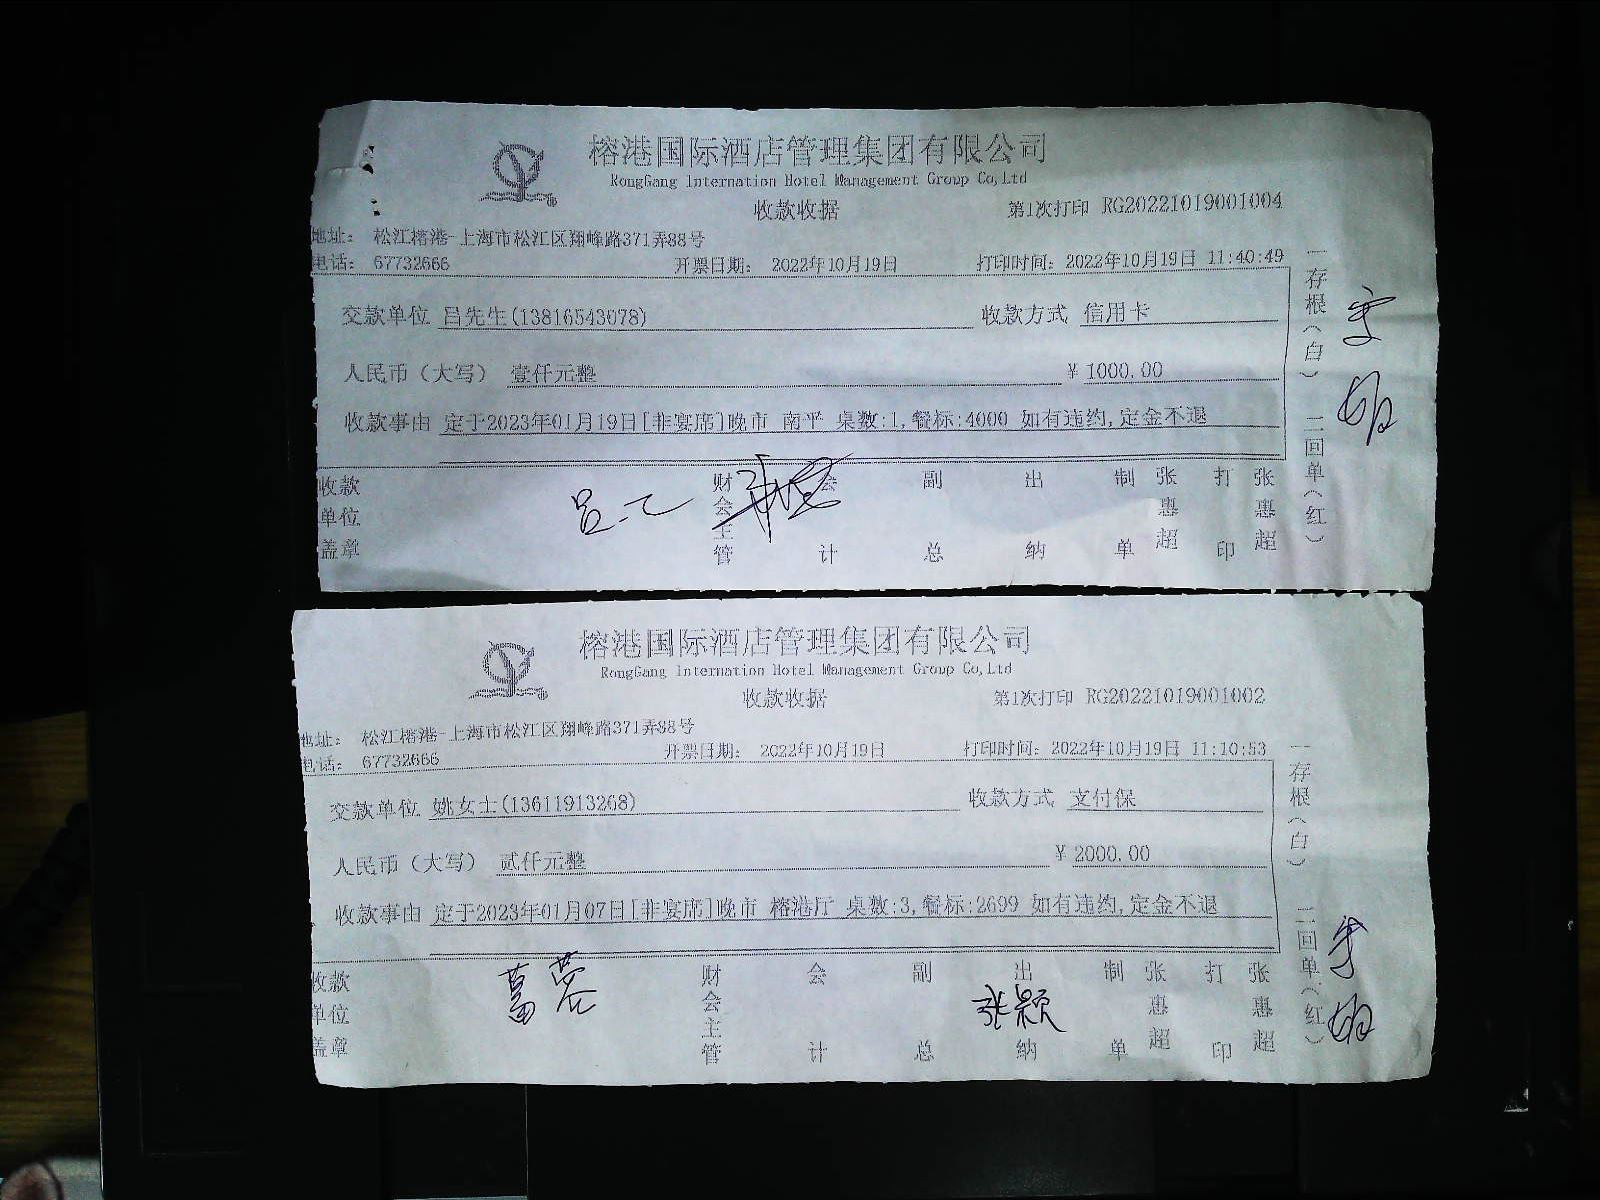 榕港国际酒店管理集团有限公司
RongGang Internation Hotel Management Group Co,Ltd
收款收据 第1次打印 RG20221019001004
地址： 松江榕港-上海市松江区翔峰路371弄88号
电话： 67732666 开票日期： 2022年10月19日 打印时间： 2022年10月19日 11:40:49
交款单位 吕先生(13816543078) 收款方式 信用卡
人民币（大写） 壹仟元整 ￥1000.00
收款事由 定于2023年01月19日[非宴席]晚市 南平 桌数:1,餐标:4000 如有违约,定金不退
收款单位盖章 财会主管 会计 副总 出纳 制单 张惠超 打印 张惠超
一存根（白） 二回单（红）
榕港国际酒店管理集团有限公司
RongGang Internation Hotel Management Group Co,Ltd
收款收据 第1次打印 RG20221019001002
地址： 松江榕港-上海市松江区翔峰路371弄88号
电话： 67732666 开票日期： 2022年10月19日 打印时间： 2022年10月19日 11:10:53
交款单位 姚女士(13611913268) 收款方式 支付保
人民币（大写） 贰仟元整 ￥2000.00
收款事由 定于2023年01月07日[非宴席]晚市 榕港厅 桌数:3,餐标:2699 如有违约,定金不退
收款单位盖章 葛蓉 财会主管 会计 副总 出纳 张颖 制单 张惠超 打印 张惠超
一存根（白） 二回单（红）